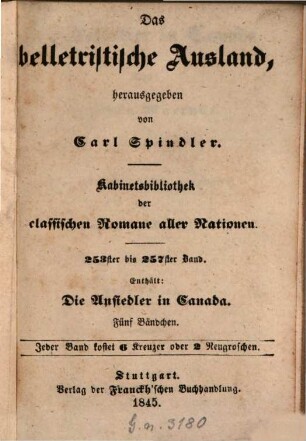 Das
belletristische Ausland,
herausgegeben
von
Carl Spindler.
Kabinetsbibliothek
der
classischen Romane aller Nationen.
253ster bis 257ster Band.
Enthält:
Die Ansiedler in Canada.
Fünf Bändchen.
Jeder Band kostet 6 Kreuzer oder 2 Neugroschen.
Stuttgart.
Verlag der Franckh'schen Buchhandlung.
1845.
G.n. 3180